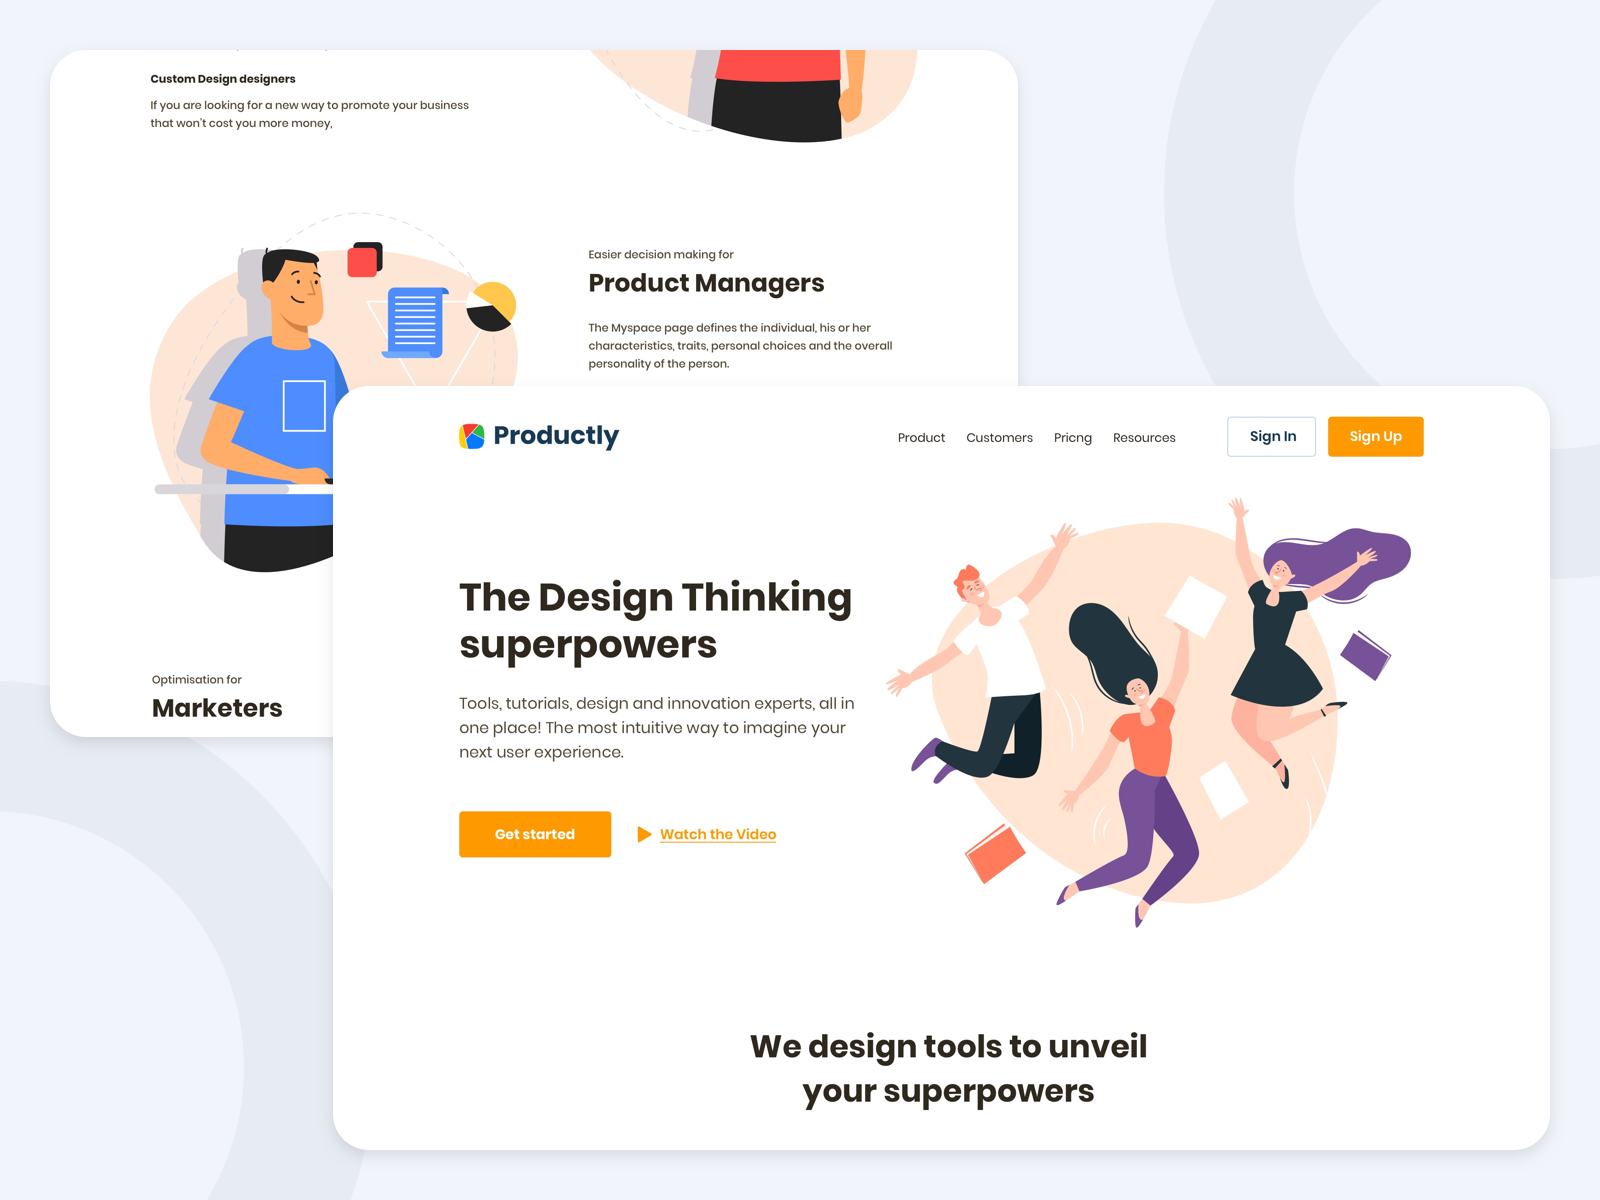 Custom Design designers
If you are looking for a new way to promote your business
that won't cost you more money,
Easier decision making for
Product Managers
The Myspace page defines the individual, his or her
characteristics, traits, personal choices and the overall
personality of the person.
Optimisation for
Marketers
Productly
Product Customers Pricng Resources Sign In Sign Up
The Design Thinking
superpowers
Tools, tutorials, design and innovation experts, all in
one place! The most intuitive way to imagine your
next user experience.
Get started Watch the Video
We design tools to unveil
your superpowers